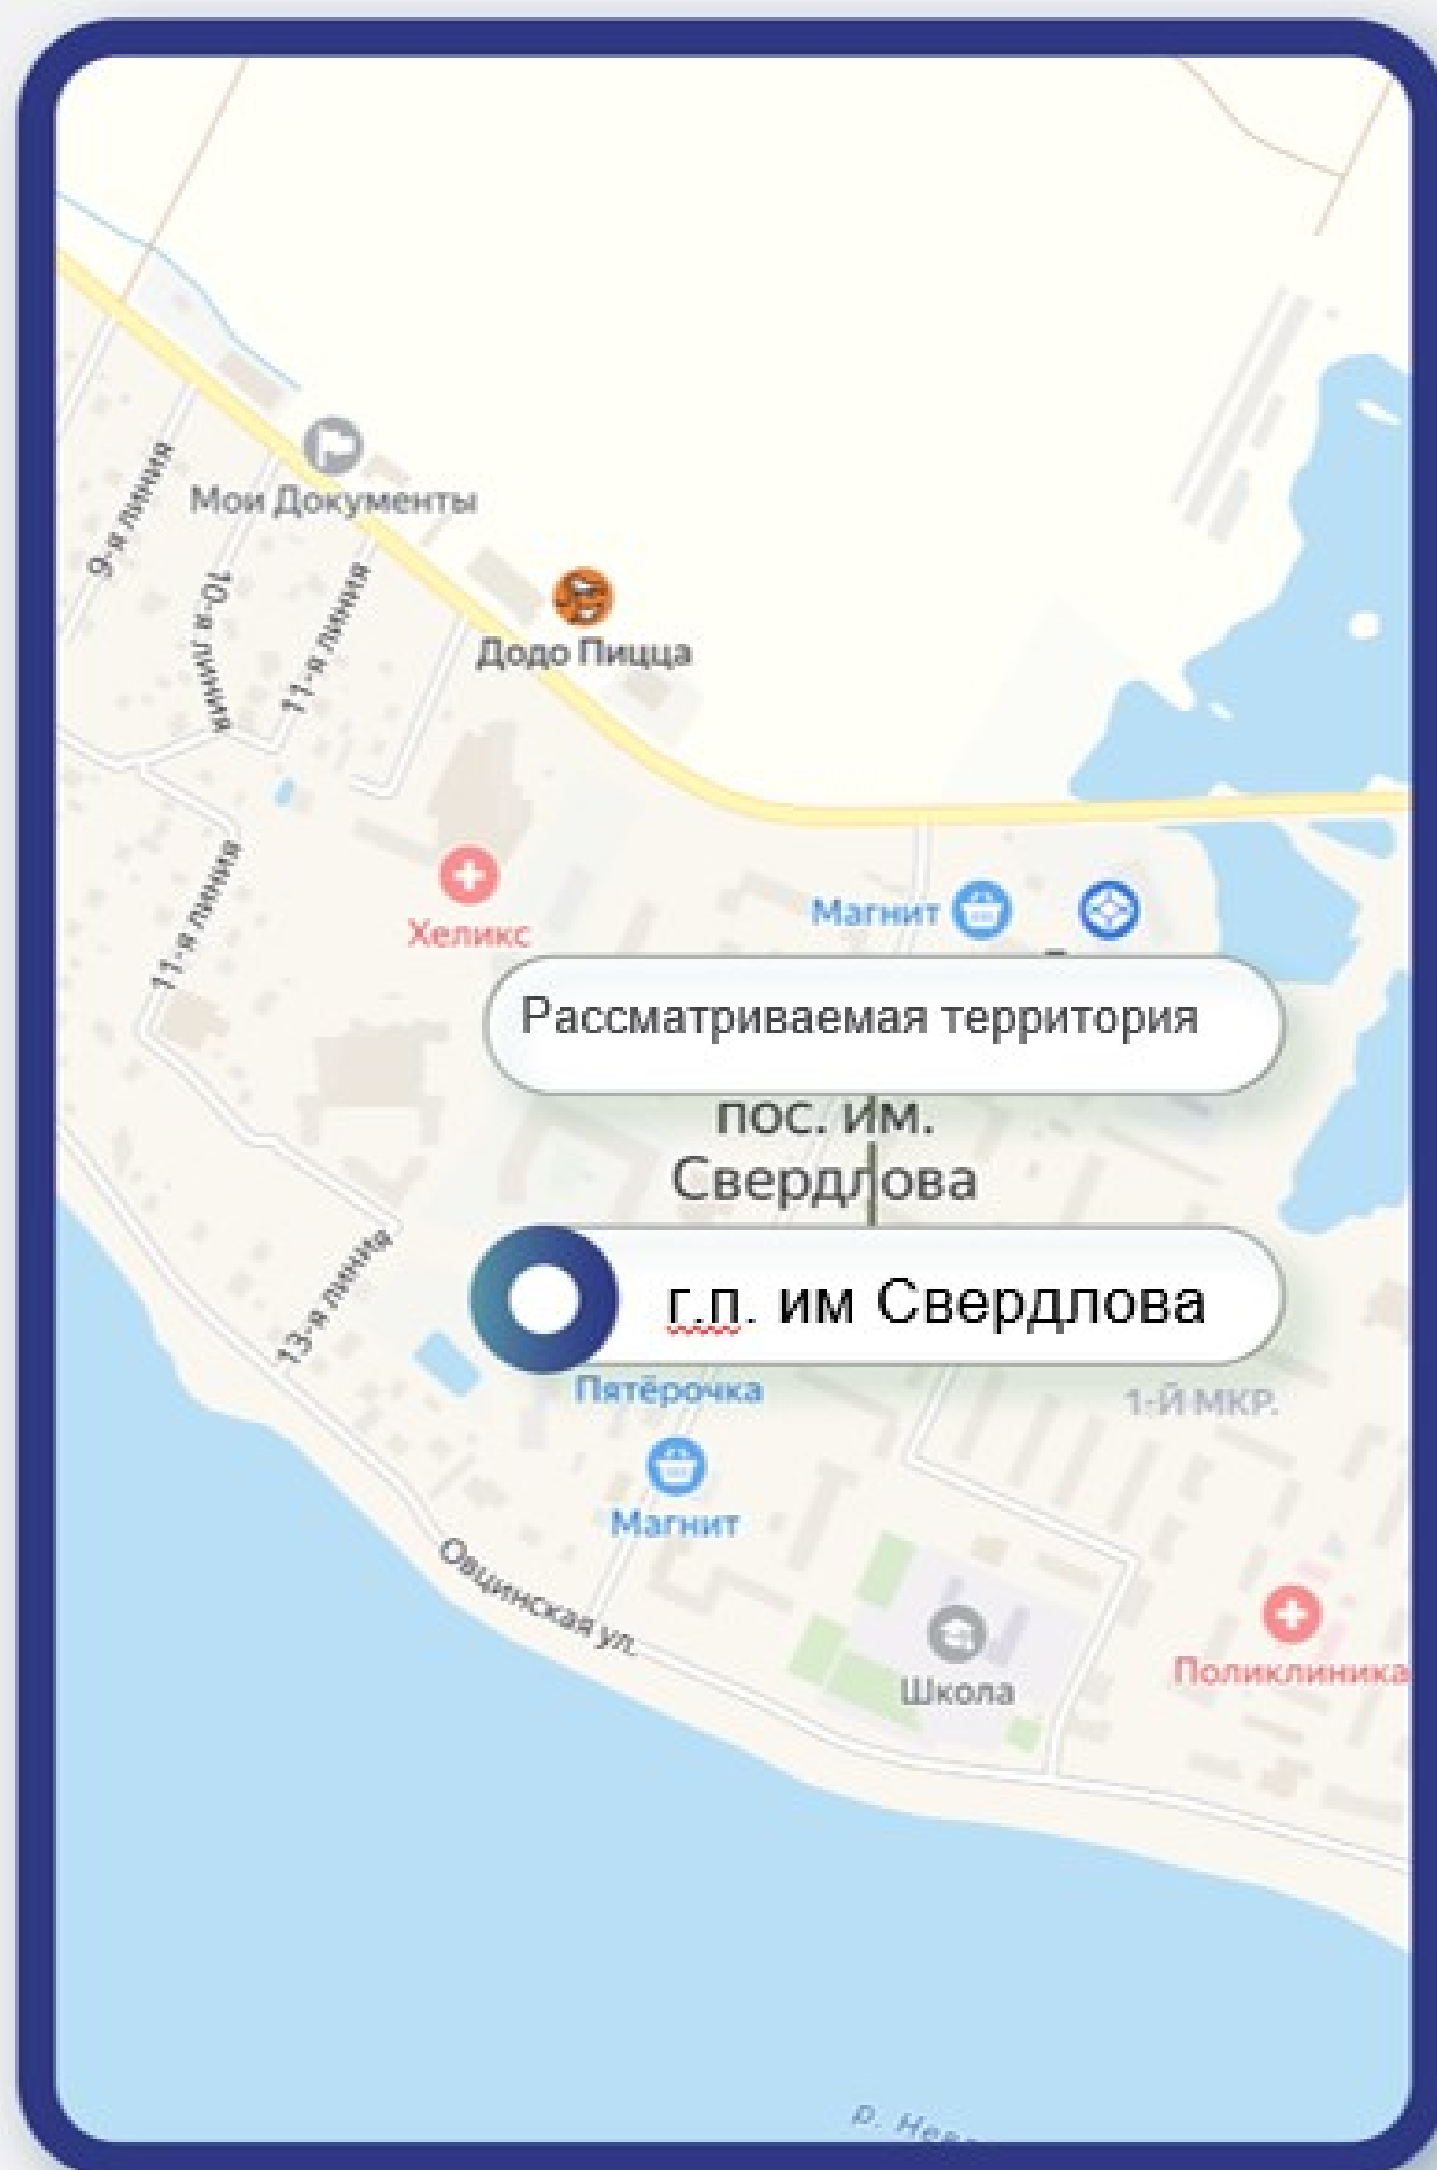 9-я линия
Мои Документы
10-я линия
11-я линия
Додо Пицца
11-я линия
Хеликс
Магнит
Рассматриваемая территория
пос. им.
Свердлова
13-я линия
г.п. им Свердлова
Пятёрочка
1-Й МКР.
Магнит
Овцинская ул.
Школа
Поликлиника
р. Нева